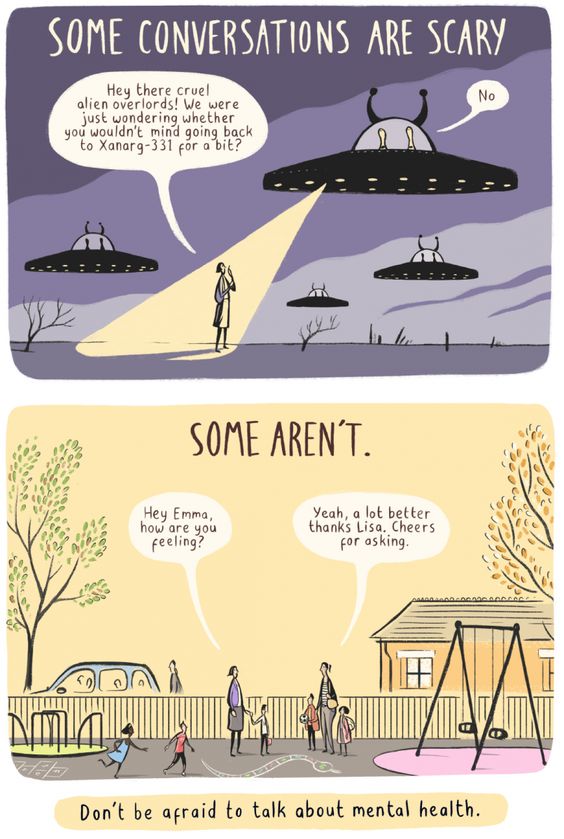 SOME CONVERSATIONS ARE SCARY
Hey there cruel
alien overlords! We were
just wondering whether
you wouldn't mind going back
to Xanarg-331 for a bit?
No
SOME AREN'T.
Hey Emma,
how are you
feeling?
Yeah, a lot better
thanks Lisa. Cheers
for asking.
Don't be afraid to talk about mental health.